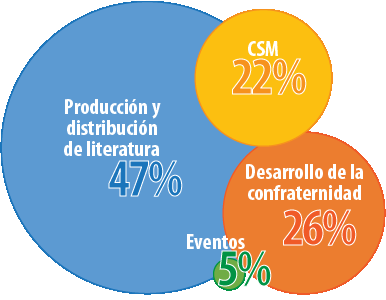 CSM
22%
Producción y
distribución
de literatura
47%
Desarrollo de la
confraternidad
26%
Eventos
5%